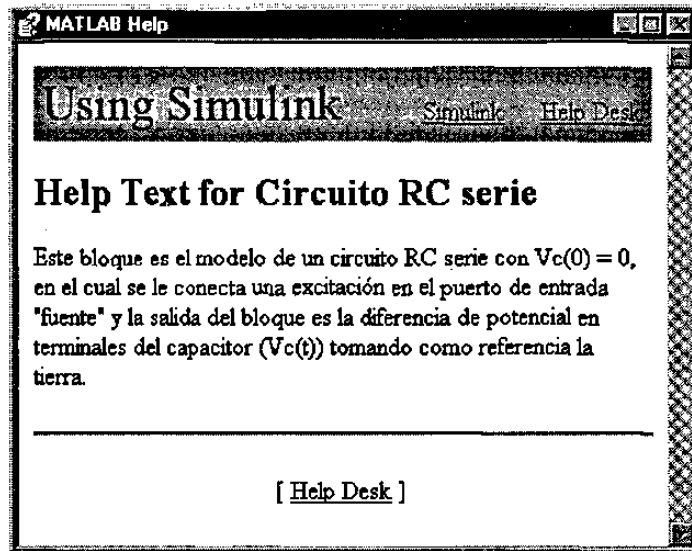 MATLAB Help
Using Simulink Simulink Help Desk
Help Text for Circuito RC serie
Este bloque es el modelo de un circuito RC serie con Vc(0) = 0,
en el cual se le conecta una excitación en el puerto de entrada
"fuente" y la salida del bloque es la diferencia de potencial en
terminales del capacitor (Vc(t)) tomando como referencia la
tierra.
[ Help Desk ]